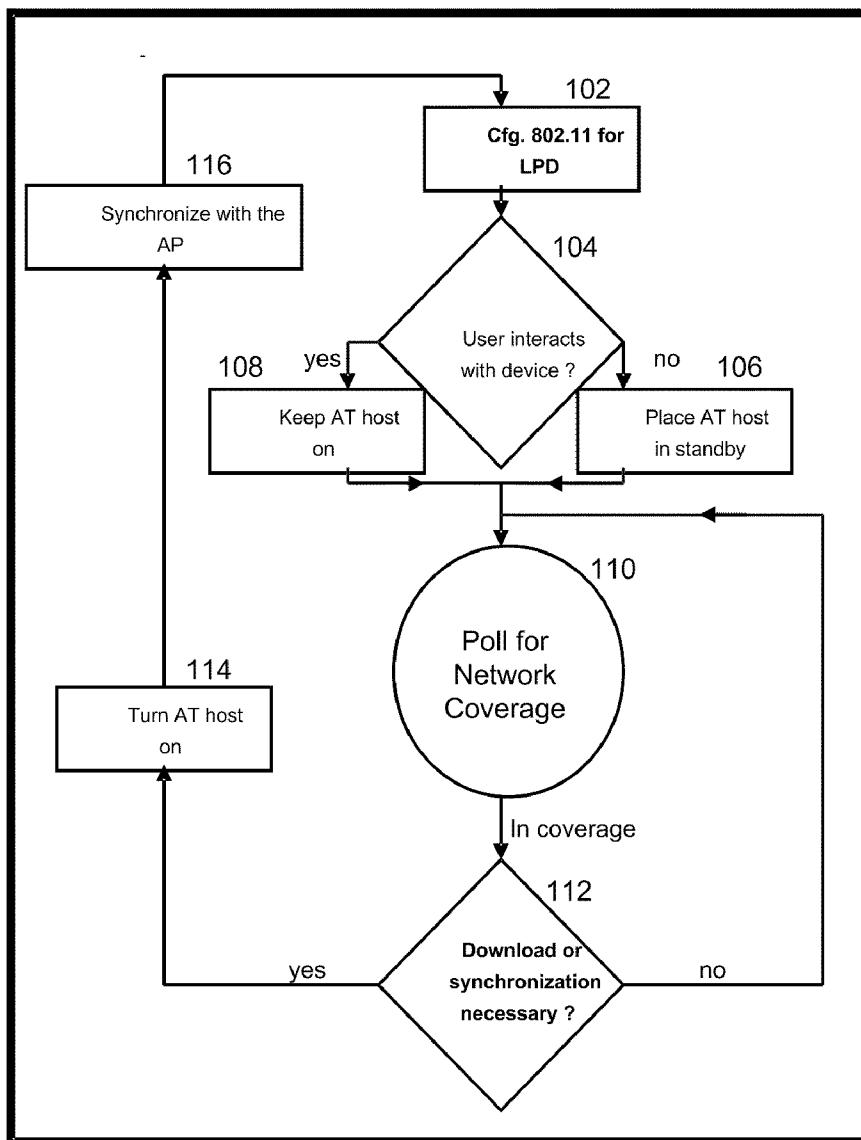 102
Cfg. 802.11 for
LPD
116
Synchronize with the
AP
104
User interacts
with device ?
yes
no
108
Keep AT host
on
106
Place AT host
in standby
110
Poll for
Network
Coverage
114
Turn AT host
on
In coverage
112
Download or
synchronization
necessary ?
yes
no